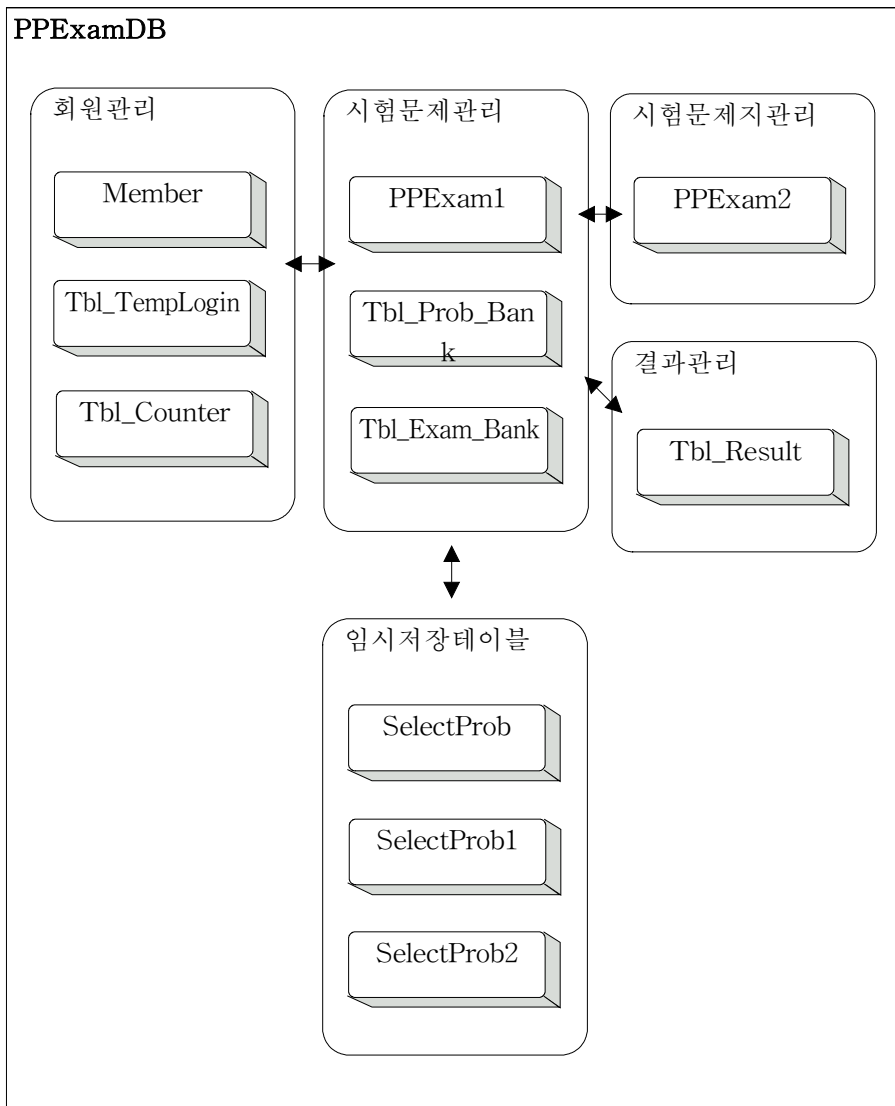 PPExamDB
회원관리
Member
Tbl_TempLogin
Tbl_Counter
시험문제관리
PPExam1
Tbl_Prob_Ban
k
Tbl_Exam_Bank
시험문제지관리
PPExam2
결과관리
Tbl_Result
임시저장테이블
SelectProb
SelectProb1
SelectProb2